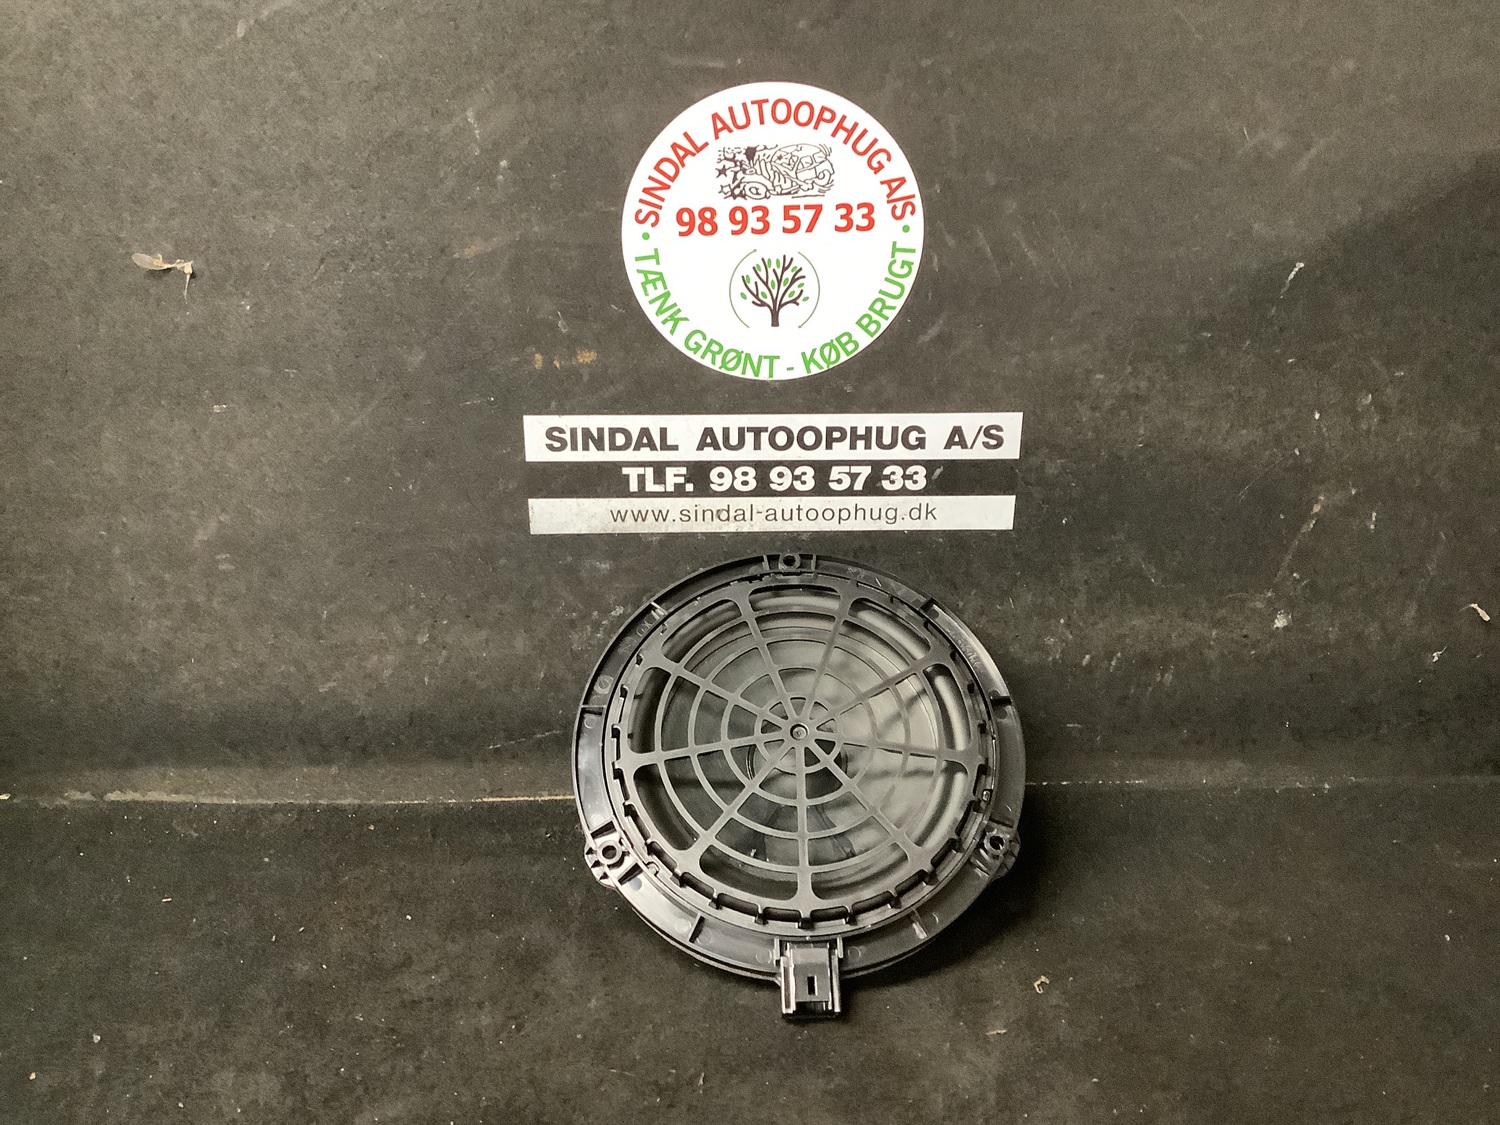 SINDAL AUTOOPHUG A/S
98 93 57 33
TÆNK GRØNT - KØB BRUGT
SINDAL AUTOOPHUG A/S
TLF. 98 93 57 33
www.sindal-autoophug.dk